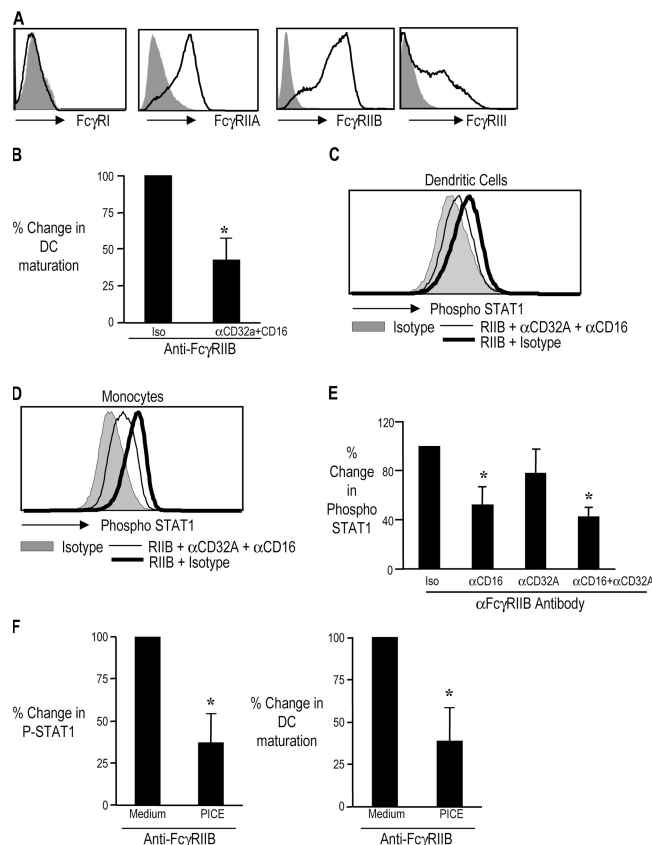 A
FcγRI
FcγRIIA
FcγRIIB
FcγRIII
B
% Change in
DC
maturation
100
75
50
25
0
*
Iso
αCD32a+CD16
Anti-FcγRIIB
C
Dendritic Cells
Phospho STAT1
Isotype
RIIB + αCD32A + αCD16
RIIB + Isotype
D
Monocytes
Phospho STAT1
Isotype
RIIB + αCD32A + αCD16
RIIB + Isotype
E
%
Change
in
Phospho
STAT1
120
80
40
0
*
*
Iso
αCD16
αCD32A
αCD16+αCD32A
αFcγRIIB Antibody
F
% Change in
P-STAT1
100
75
50
25
0
*
Medium
PICE
Anti-FcγRIIB
% Change in
DC
maturation
100
75
50
25
0
*
Medium
PICE
Anti-FcγRIIB